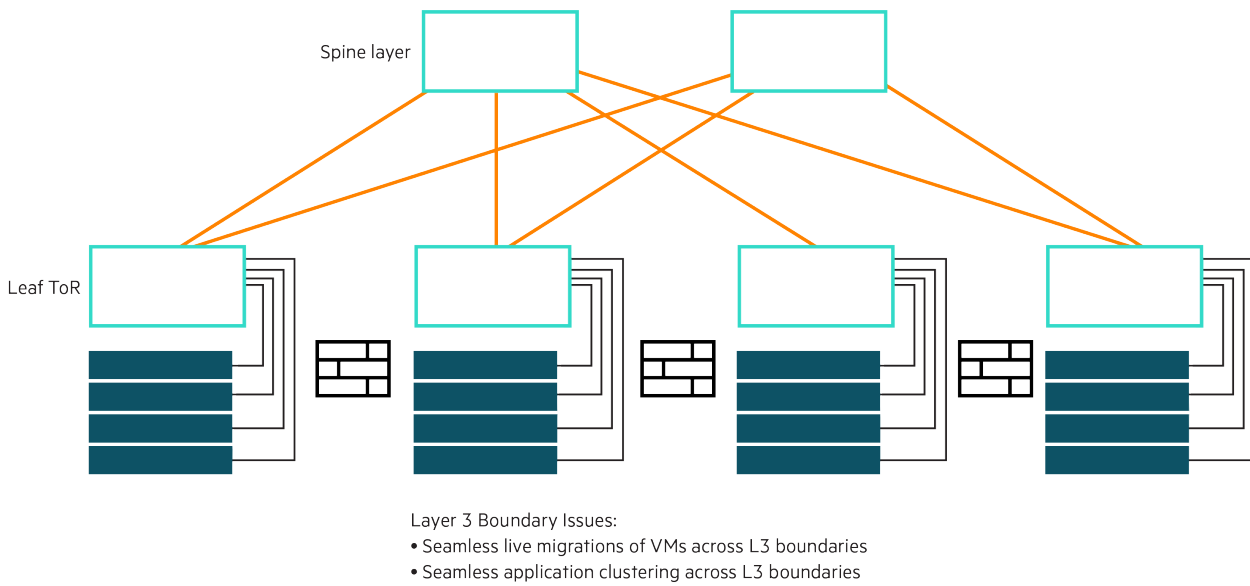 Spine layer
Leaf ToR
Layer 3 Boundary Issues:
• Seamless live migrations of VMs across L3 boundaries
• Seamless application clustering across L3 boundaries